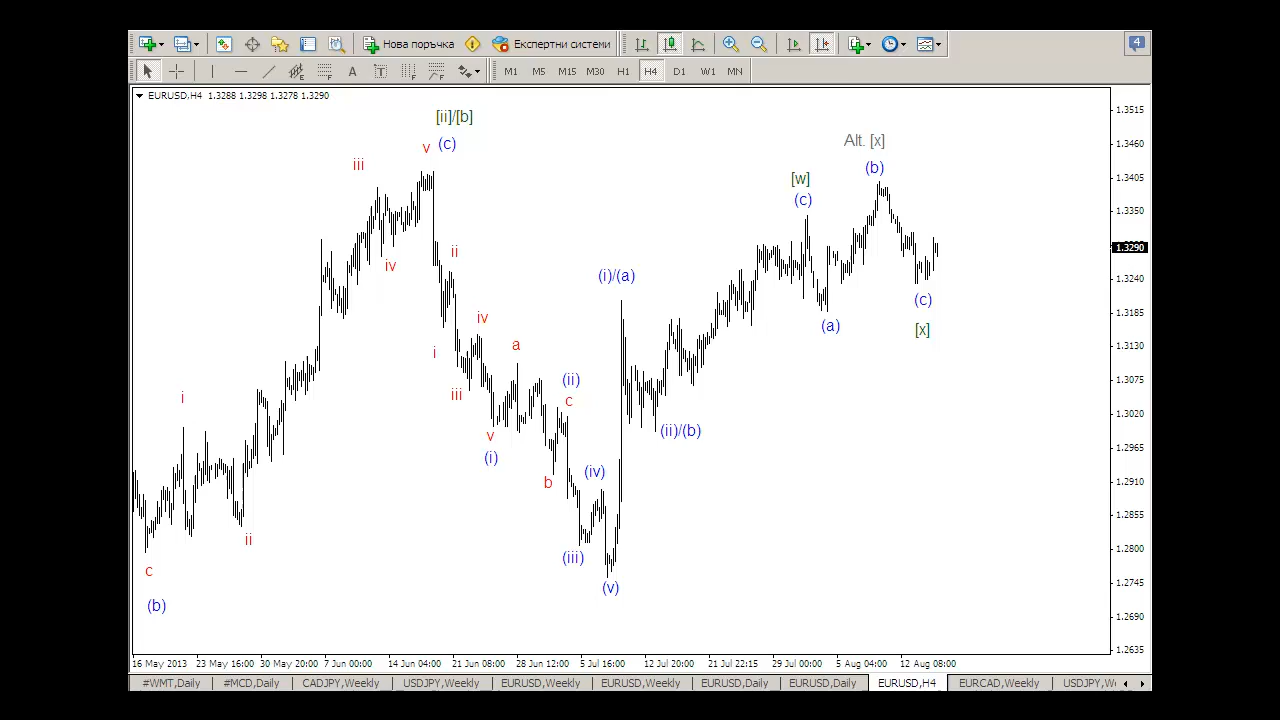 Нова поръчка
Експертни системи
4
A
T
F
F
M1 M5 M15 M30 H1 H4 D1 W1 MN
EURUSD,H4 1.3288 1.3298 1.3278 1.3290
[ii]/[b]
(c)
v
iii
iv
ii
i
iii
iv
v
(i)
a
b
(ii)
c
(iii)
(iv)
(v)
i
ii
c
(b)
(i)/(a)
(ii)/(b)
[w]
(c)
(a)
Alt. [x]
(b)
(c)
[x]
1.3515
1.3460
1.3405
1.3350
1.3290
1.3240
1.3185
1.3130
1.3075
1.3020
1.2965
1.2910
1.2855
1.2800
1.2745
1.2690
1.2635
16 May 2013 23 May 16:00 30 May 20:00 7 Jun 00:00 14 Jun 04:00 21 Jun 08:00 28 Jun 12:00 5 Jul 16:00 12 Jul 20:00 21 Jul 22:15 29 Jul 00:00 5 Aug 04:00 12 Aug 08:00
#WMT,Daily #MCD,Daily CADJPY,Weekly USDJPY,Weekly EURUSD,Weekly EURUSD,Weekly EURUSD,Daily EURUSD,Daily EURUSD,H4 EURCAD,Weekly USDJPY,W